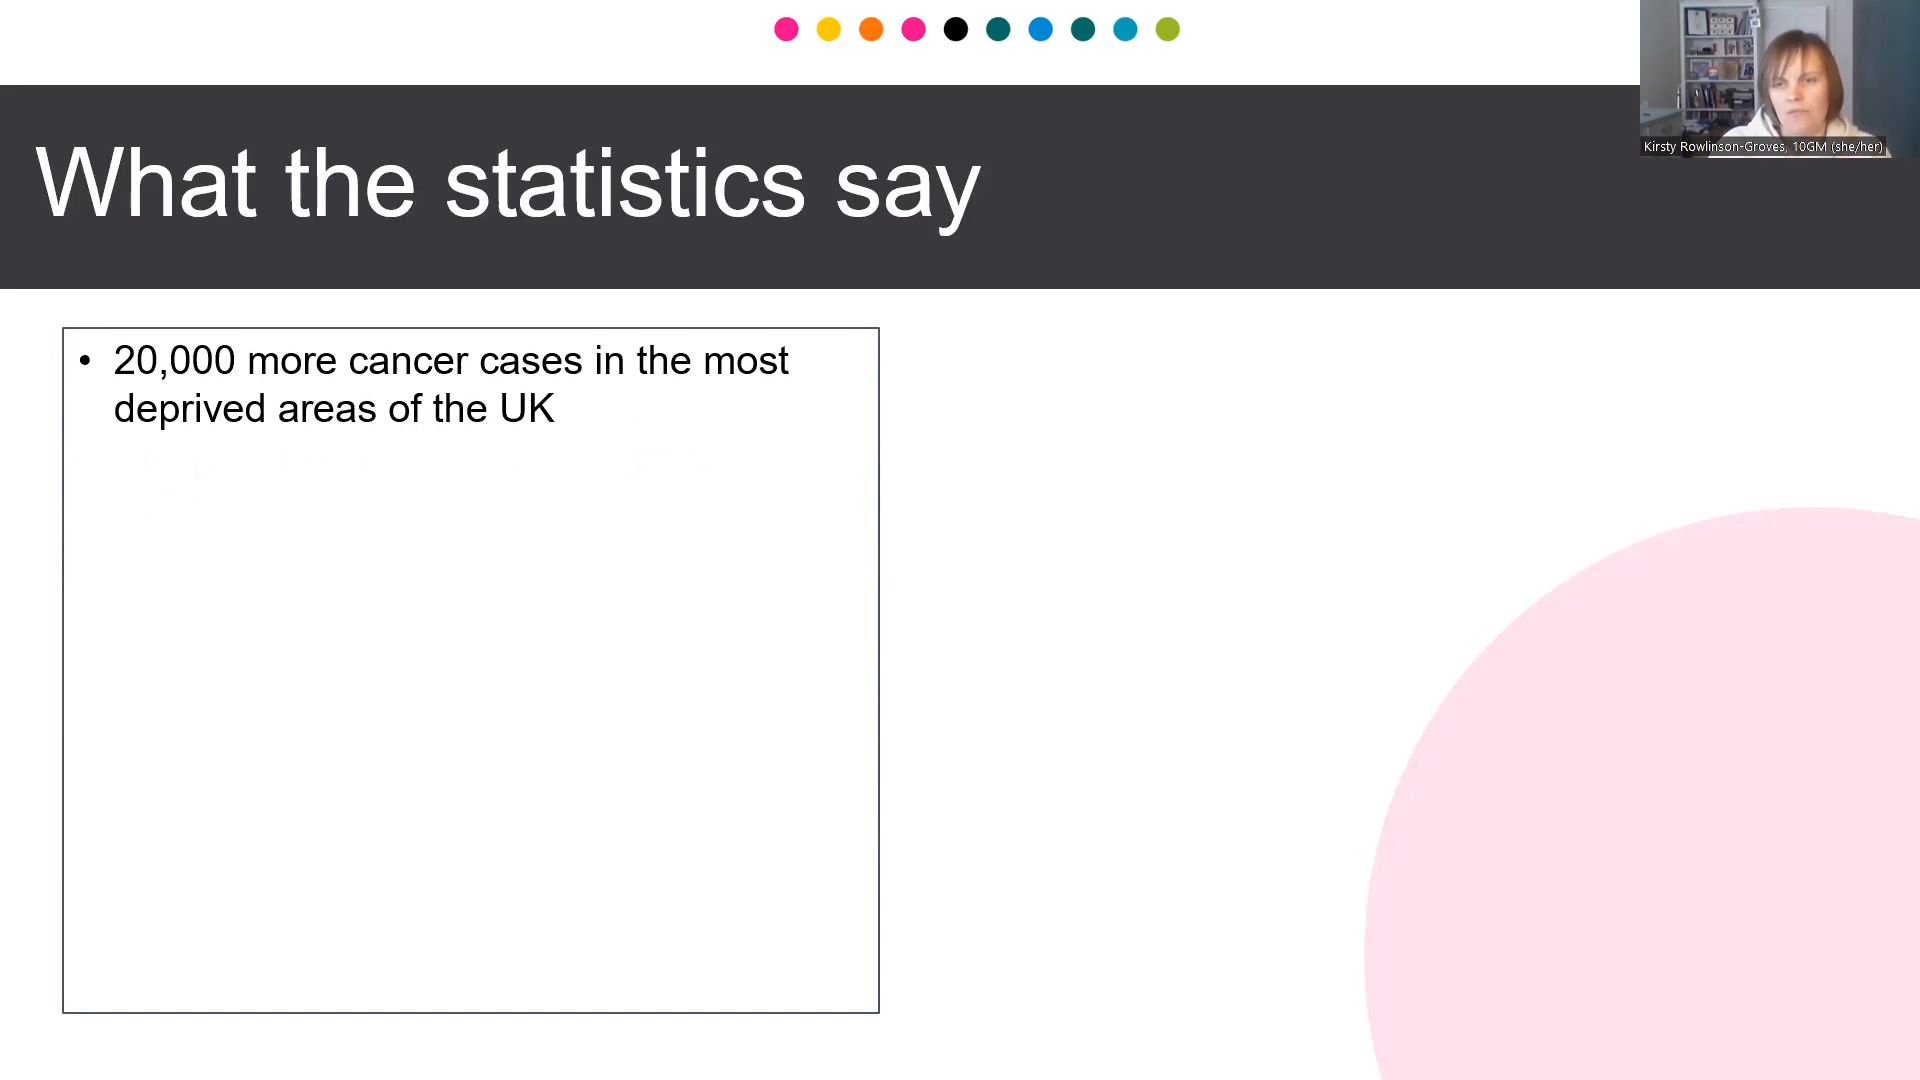 Kirsty Rowlinson-Groves, 10GM (she/her)
What the statistics say
• 20,000 more cancer cases in the most
deprived areas of the UK